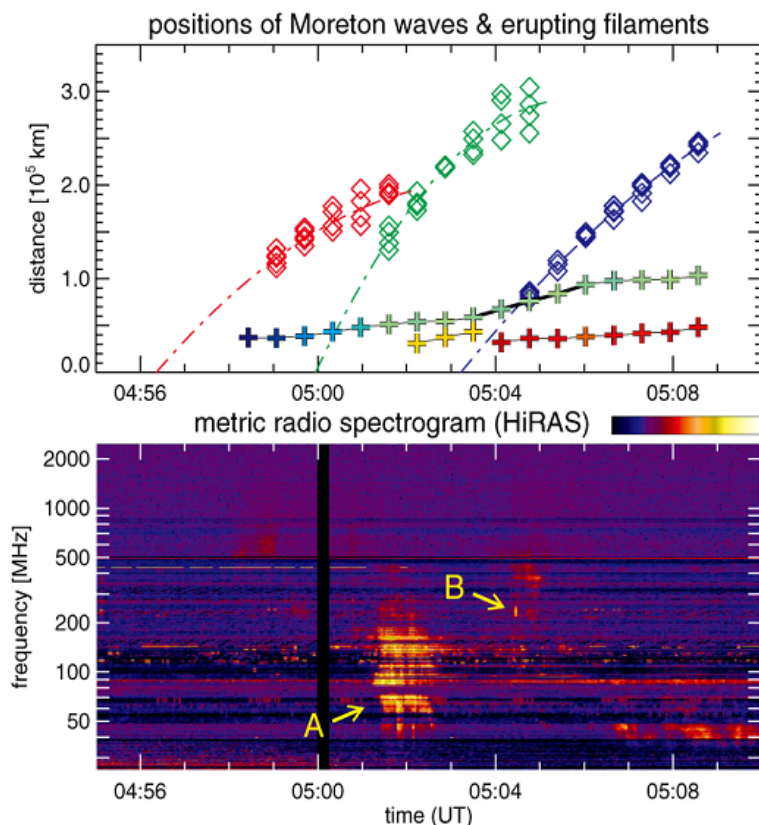 positions of Moreton waves & erupting filaments
distance [10⁵ km]
3.0
2.0
1.0
0.0
04:56 05:00 05:04 05:08
metric radio spectrogram (HiRAS)
frequency [MHz]
2000
1000
500
200
100
50
A
B
04:56 05:00 05:04 05:08
time (UT)